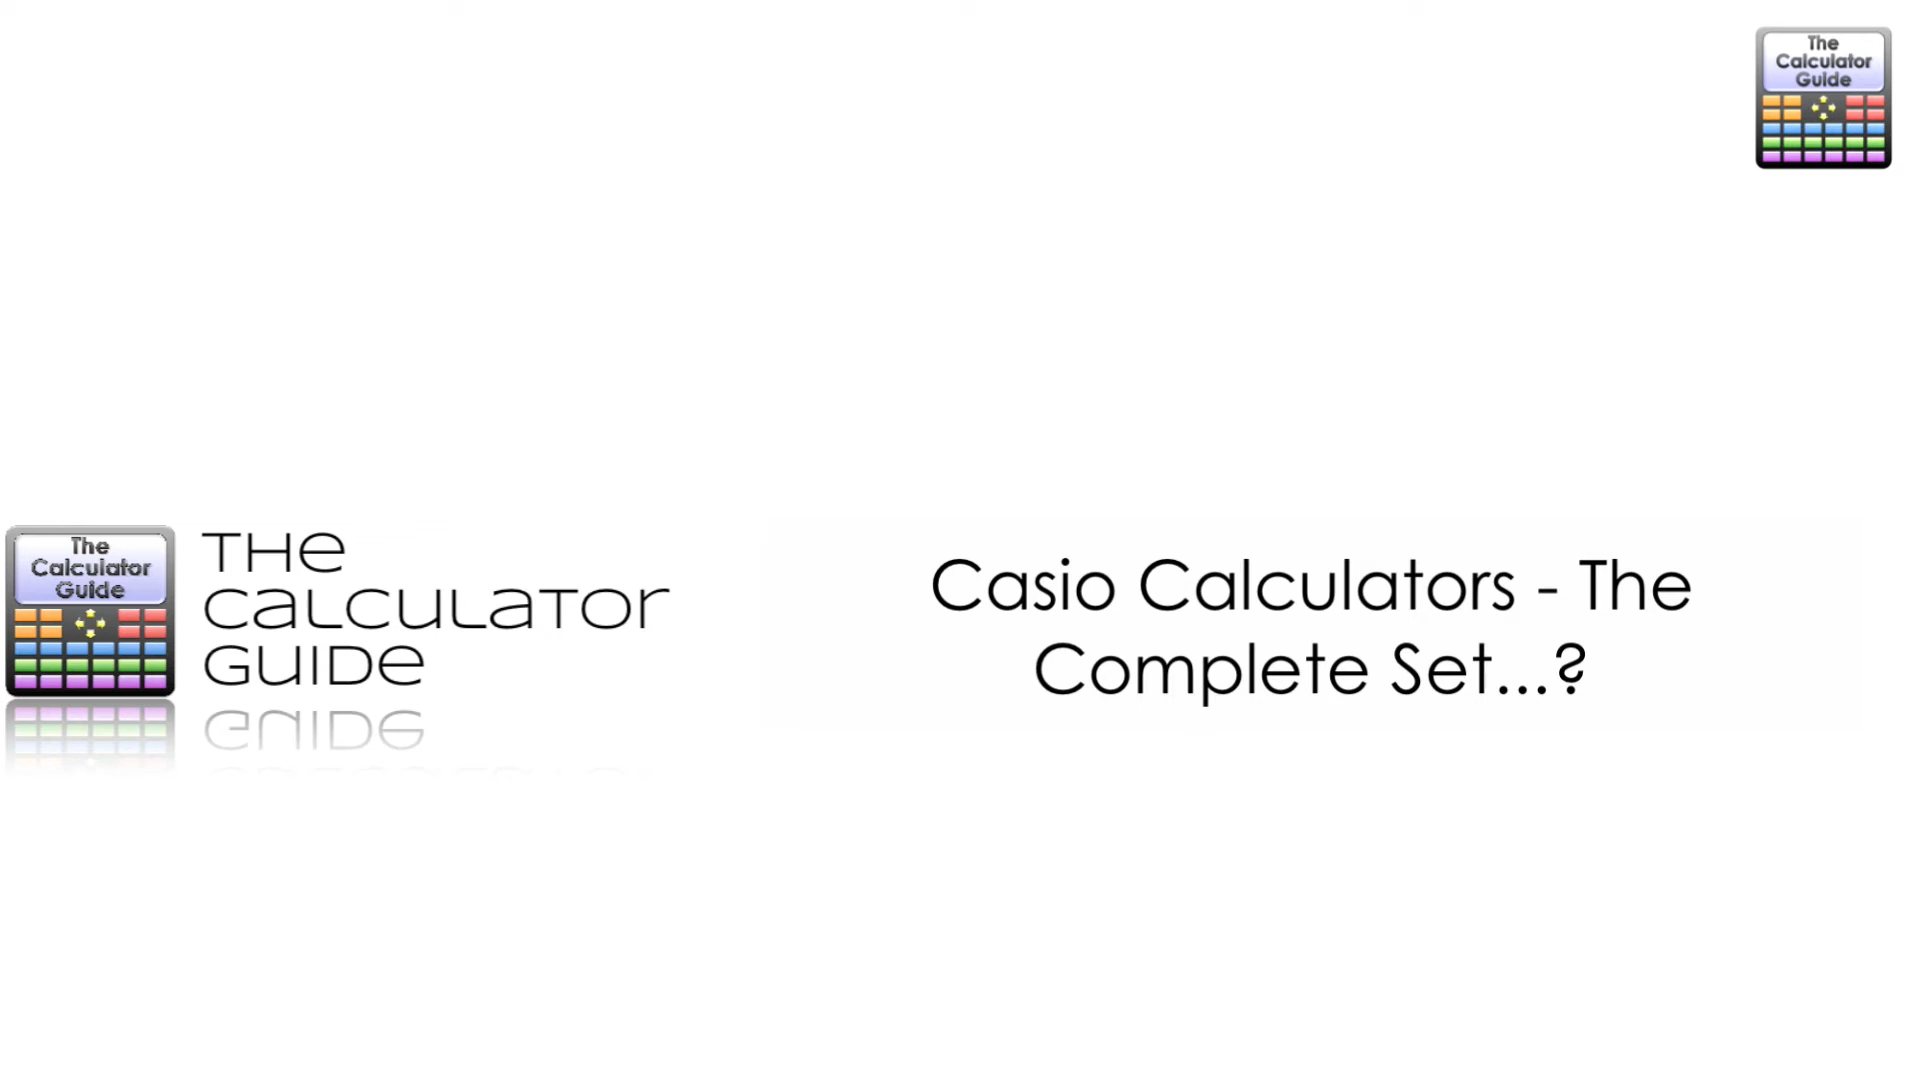 The
Calculator
Guide
The
Calculator
Guide
THe
CaLCuLaTor
GuIDe
Casio Calculators - The
Complete Set...?